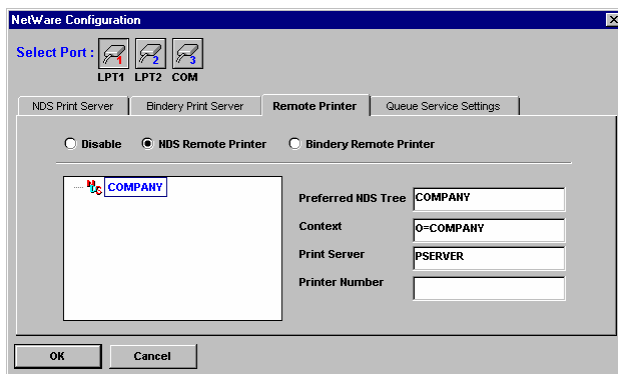 NetWare Configuration
Select Port :
1 2 3
LPT1 LPT2 COM
NDS Print Server Bindery Print Server Remote Printer Queue Service Settings
Disable NDS Remote Printer Bindery Remote Printer
NDS COMPANY
Preferred NDS Tree COMPANY
Context O=COMPANY
Print Server PSERVER
Printer Number
OK Cancel